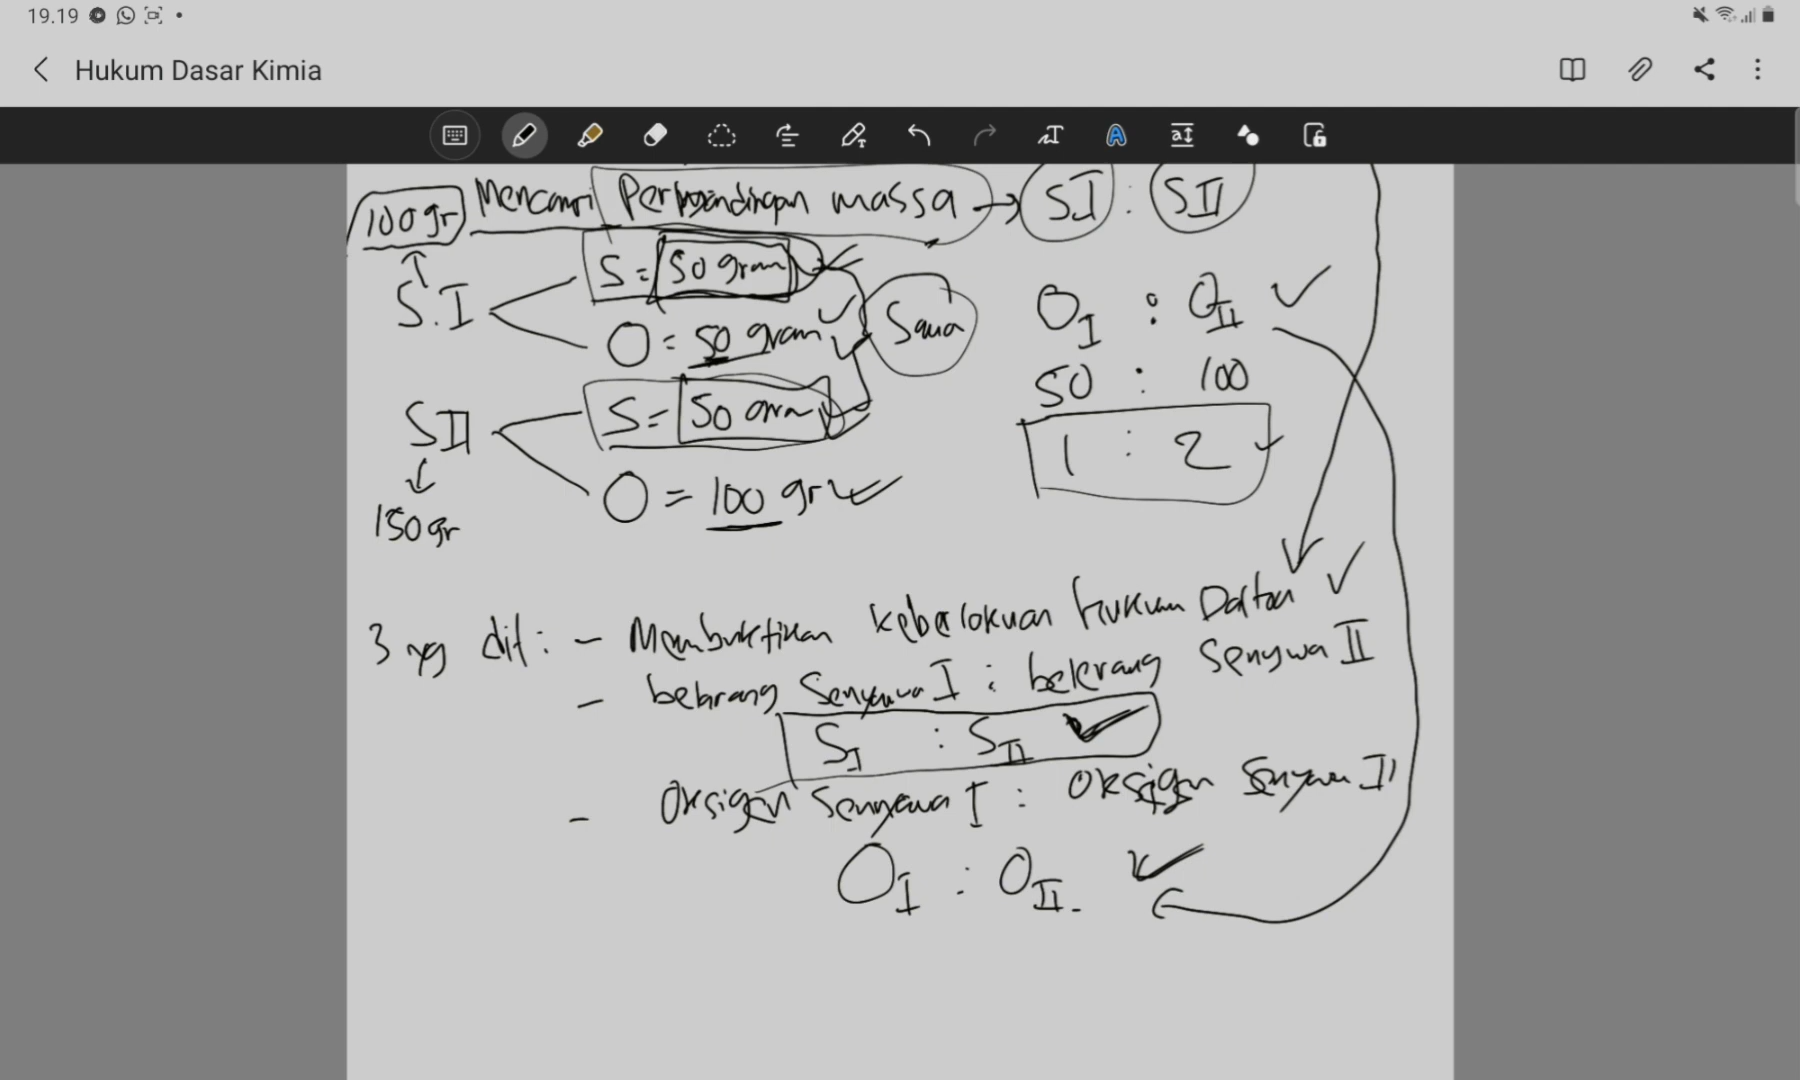 19.19
Hukum Dasar Kimia
100 gr Mencari Perbandingan massa → SI : SII
S.I
S = 50 gram
O = 50 gram
Sama
OI : OII
50 : 100
1 : 2
SII
S = 50 gram
O = 100 gr
150 gr
3 yg dit : – Membuktikan keberlakuan Hukum Dalton
– belerang Senyawa I : belerang Senyawa II
SI : SII
– Oksigen Senyawa I : Oksigen Senyawa II
OI : OII